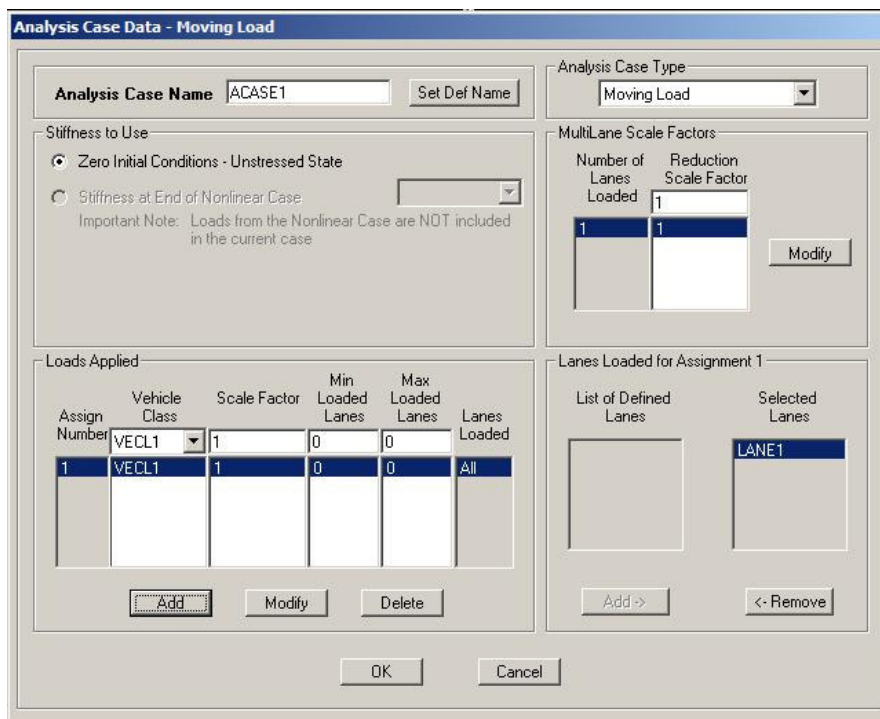 Analysis Case Data - Moving Load
Analysis Case Name ACASE1 Set Def Name
Analysis Case Type
Moving Load
Stiffness to Use
Zero Initial Conditions - Unstressed State
Stiffness at End of Nonlinear Case
Important Note: Loads from the Nonlinear Case are NOT included
in the current case
MultiLane Scale Factors
Number of Reduction
Lanes Scale Factor
Loaded 1
1 1
Modify
Loads Applied
Min Max
Vehicle Scale Factor Loaded Loaded
Assign Class Lanes Lanes Lanes
Number VECL1 1 0 0 Loaded
1 VECL1 1 0 0 All
Add Modify Delete
Lanes Loaded for Assignment 1
List of Defined Selected
Lanes Lanes
LANE1
Add -> <- Remove
OK Cancel